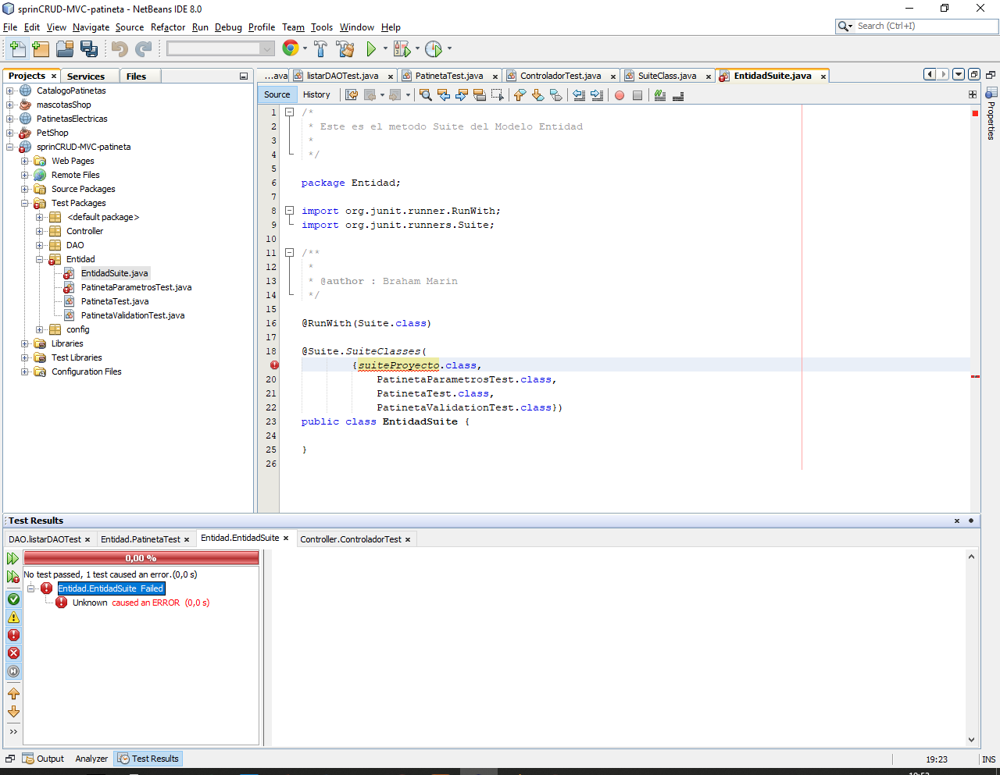 sprinCRUD-MVC-patineta - NetBeans IDE 8.0
File Edit View Navigate Source Refactor Run Debug Profile Team Tools Window Help
Search (Ctrl+I)
Projects × Services Files
CatalogoPatinetas
mascotasShop
PatinetasElectricas
PetShop
sprinCRUD-MVC-patineta
Web Pages
Remote Files
Source Packages
Test Packages
<default package>
Controller
DAO
Entidad
EntidadSuite.java
PatinetaParametrosTest.java
PatinetaTest.java
PatinetaValidationTest.java
config
Libraries
Test Libraries
Configuration Files
...ava listarDAOTest.java × PatinetaTest.java × ControladorTest.java × SuiteClass.java × EntidadSuite.java ×
Source History
1 /*
2 * Este es el metodo Suite del Modelo Entidad
3 *
4 */
5
6 package Entidad;
7
8 import org.junit.runner.RunWith;
9 import org.junit.runners.Suite;
10
11 /**
12 *
13 * @author : Braham Marin
14 */
15
16 @RunWith(Suite.class)
17
18 @Suite.SuiteClasses(
{suiteProyecto.class,
20 PatinetaParametrosTest.class,
21 PatinetaTest.class,
22 PatinetaValidationTest.class})
23 public class EntidadSuite {
24
25 }
26
Properties
Test Results
DAO.listarDAOTest × Entidad.PatinetaTest × Entidad.EntidadSuite × Controller.ControladorTest ×
0,00 %
No test passed, 1 test caused an error.(0,0 s)
Entidad.EntidadSuite Failed
Unknown caused an ERROR (0,0 s)
>>
Output Analyzer Test Results
19:23 INS